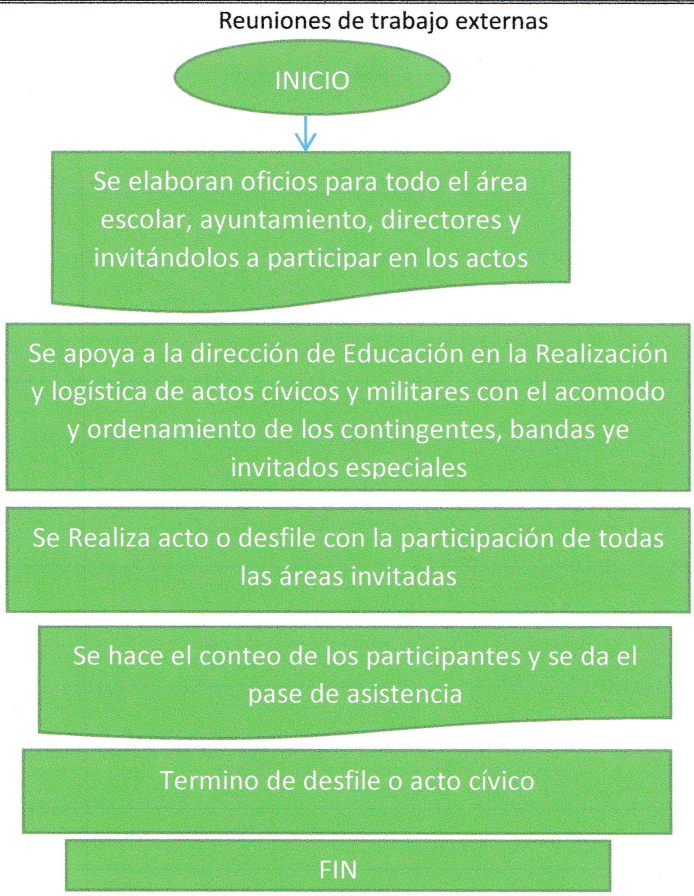 Reuniones de trabajo externas
INICIO
Se elaboran oficios para todo el área
escolar, ayuntamiento, directores y
invitándolos a participar en los actos
Se apoya a la dirección de Educación en la Realización
y logística de actos cívicos y militares con el acomodo
y ordenamiento de los contingentes, bandas ye
invitados especiales
Se Realiza acto o desfile con la participación de todas
las áreas invitadas
Se hace el conteo de los participantes y se da el
pase de asistencia
Termino de desfile o acto cívico
FIN